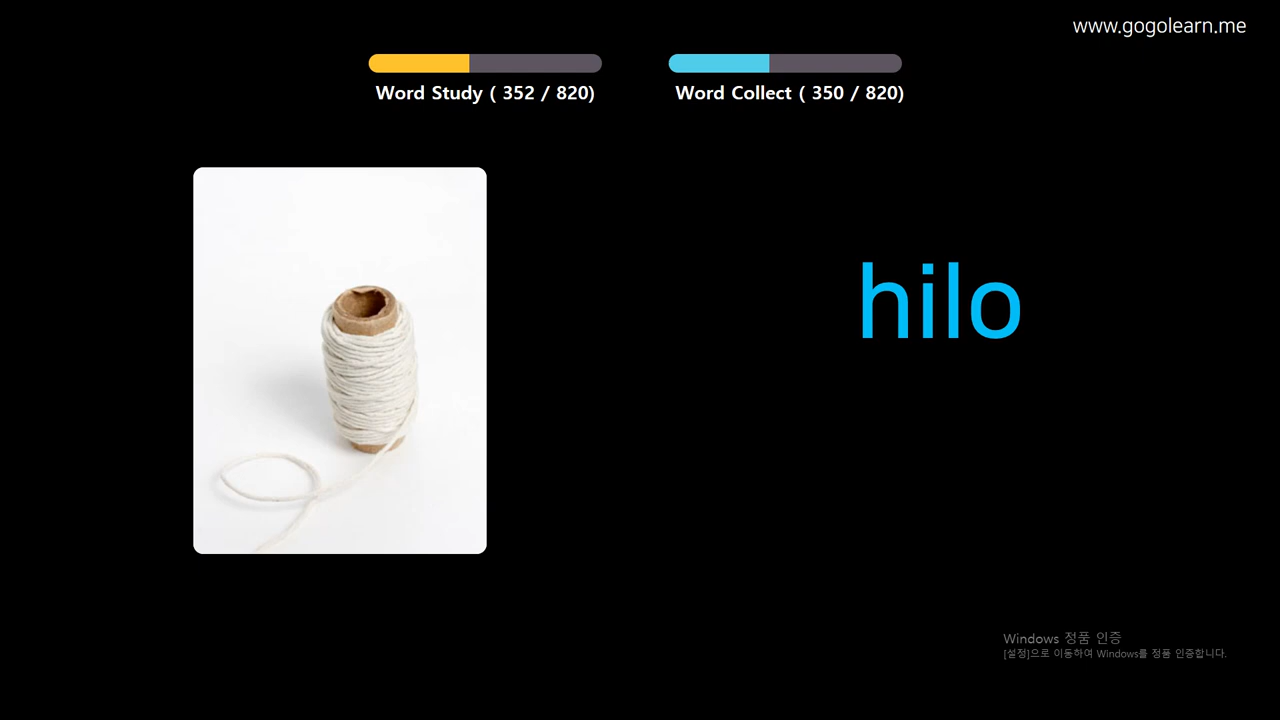 www.gogolearn.me
Word Study ( 352 / 820)
Word Collect ( 350 / 820)
hilo
Windows 정품 인증
[설정]으로 이동하여 Windows를 정품 인증합니다.